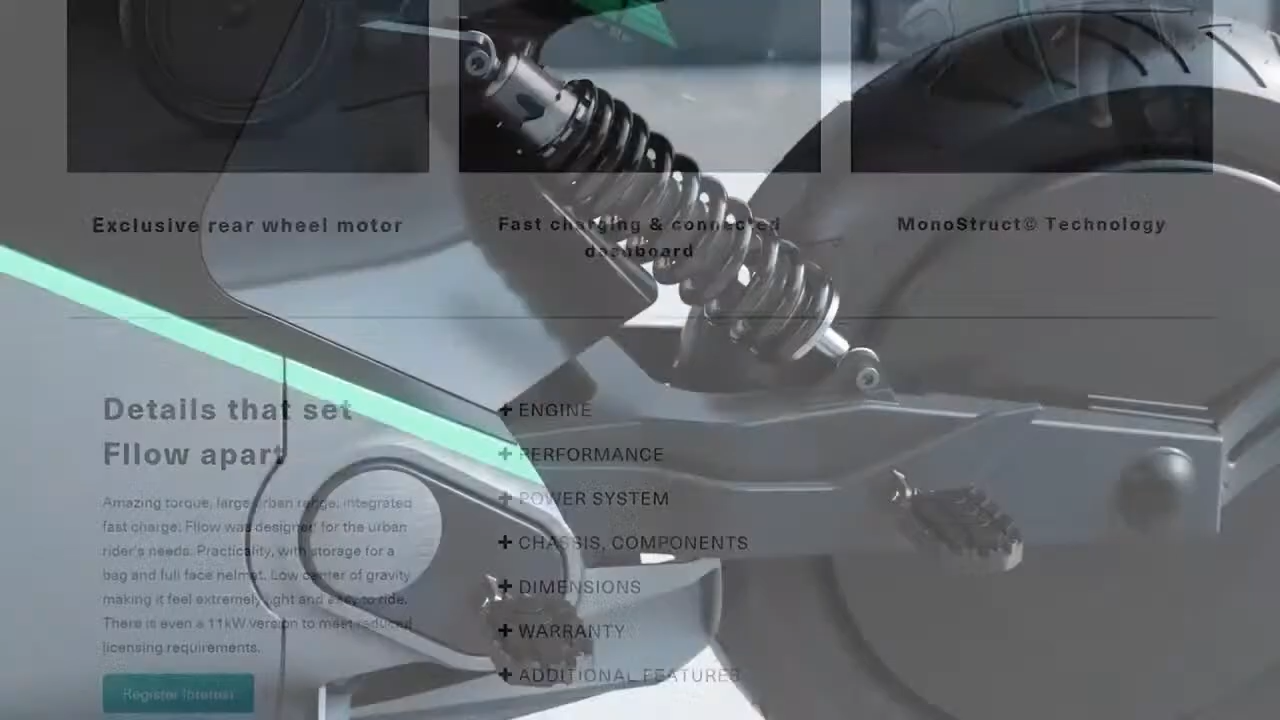 Exclusive rear wheel motor
Fast charging & connected
dashboard
MonoStruct© Technology
Details that set
Fllow apart
Amazing torque, large urban range, integrated
fast charge. Fllow was designed for the urban
rider's needs. Practicality, with storage for a
bag and full face helmet. Low center of gravity
making it feel extremely light and easy to ride.
There is even a 11kW version to meet reduced
licensing requirements.
Register Interest
+ ENGINE
+ PERFORMANCE
+ POWER SYSTEM
+ CHASSIS, COMPONENTS
+ DIMENSIONS
+ WARRANTY
+ ADDITIONAL FEATURES